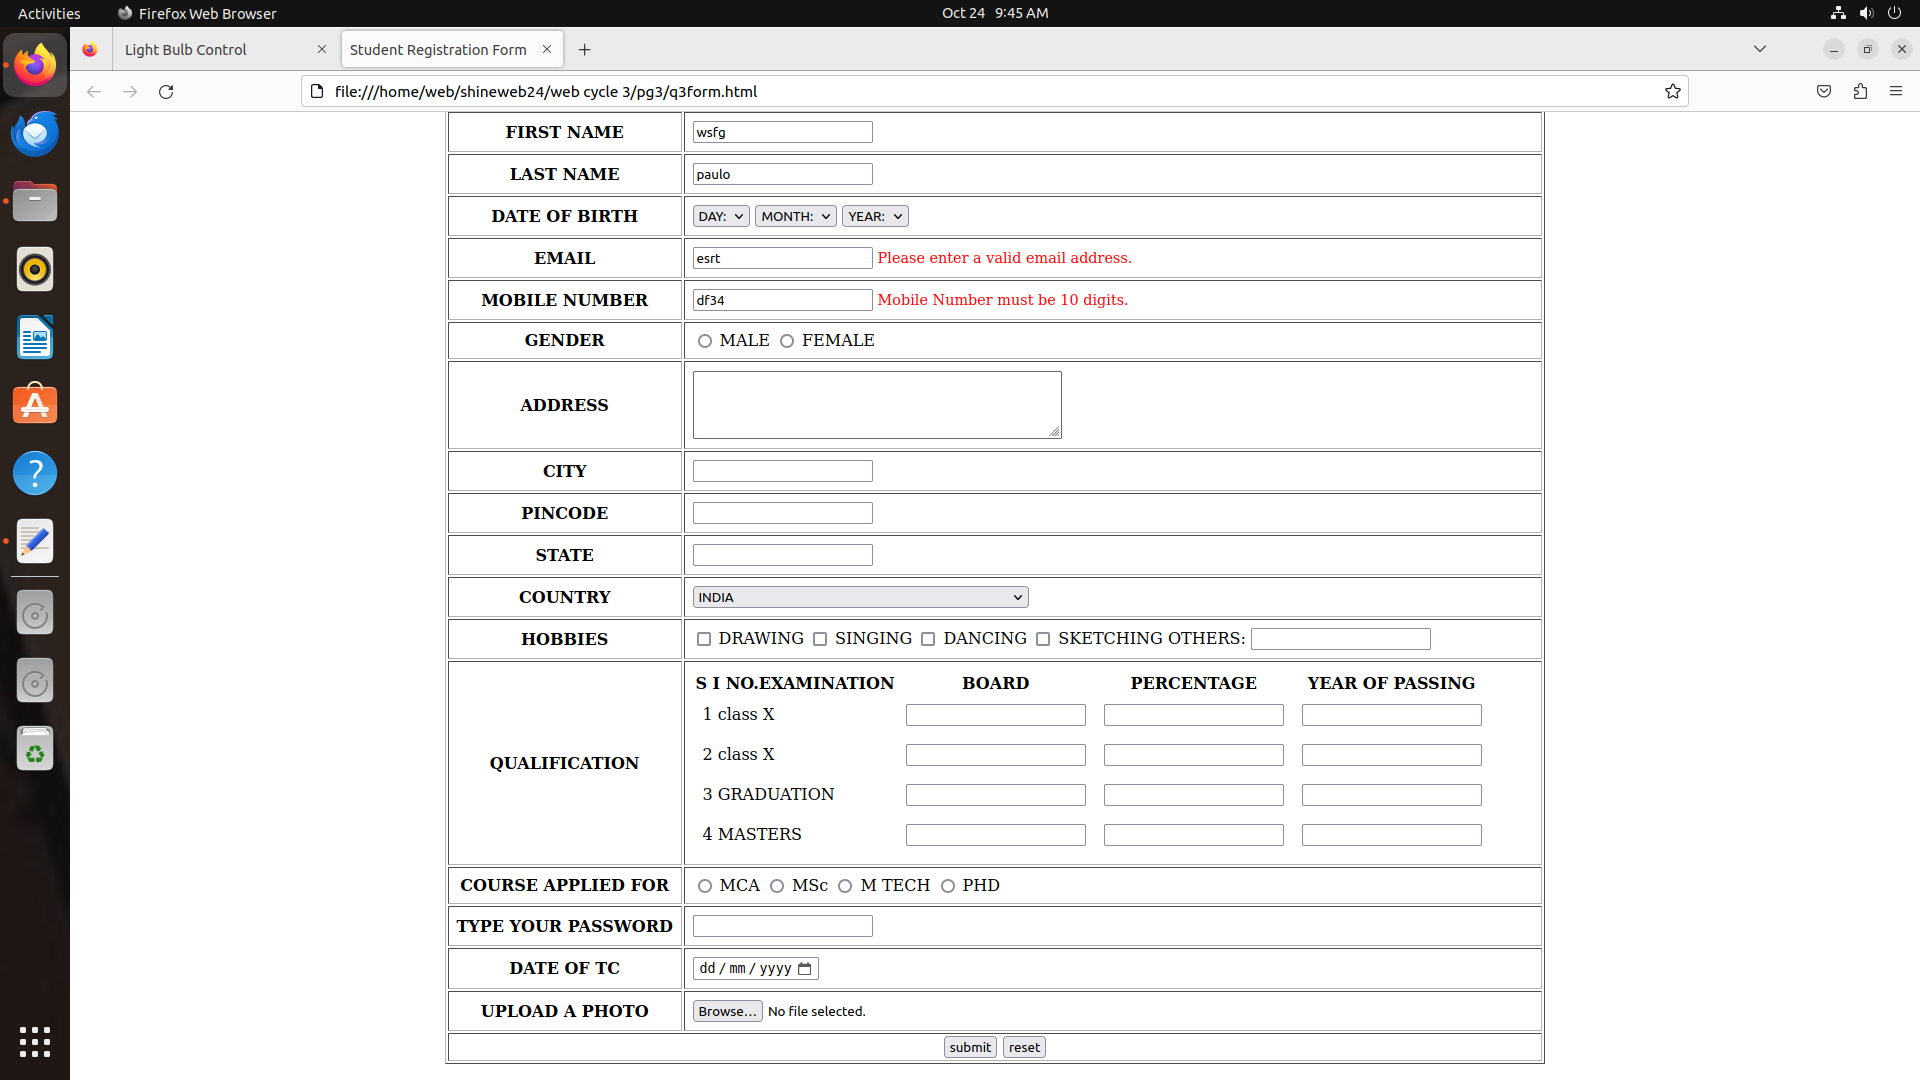 Activities Firefox Web Browser Oct 24 9:45 AM
Light Bulb Control Student Registration Form
file:///home/web/shineweb24/web cycle 3/pg3/q3form.html
FIRST NAME wsfg
LAST NAME paulo
DATE OF BIRTH DAY: MONTH: YEAR:
EMAIL esrt Please enter a valid email address.
MOBILE NUMBER df34 Mobile Number must be 10 digits.
GENDER MALE FEMALE
ADDRESS
CITY
PINCODE
STATE
COUNTRY INDIA
HOBBIES DRAWING SINGING DANCING SKETCHING OTHERS:
QUALIFICATION
S I NO.EXAMINATION BOARD PERCENTAGE YEAR OF PASSING
1 class X
2 class X
3 GRADUATION
4 MASTERS
COURSE APPLIED FOR MCA MSc M TECH PHD
TYPE YOUR PASSWORD
DATE OF TC dd / mm / yyyy
UPLOAD A PHOTO Browse... No file selected.
submit reset